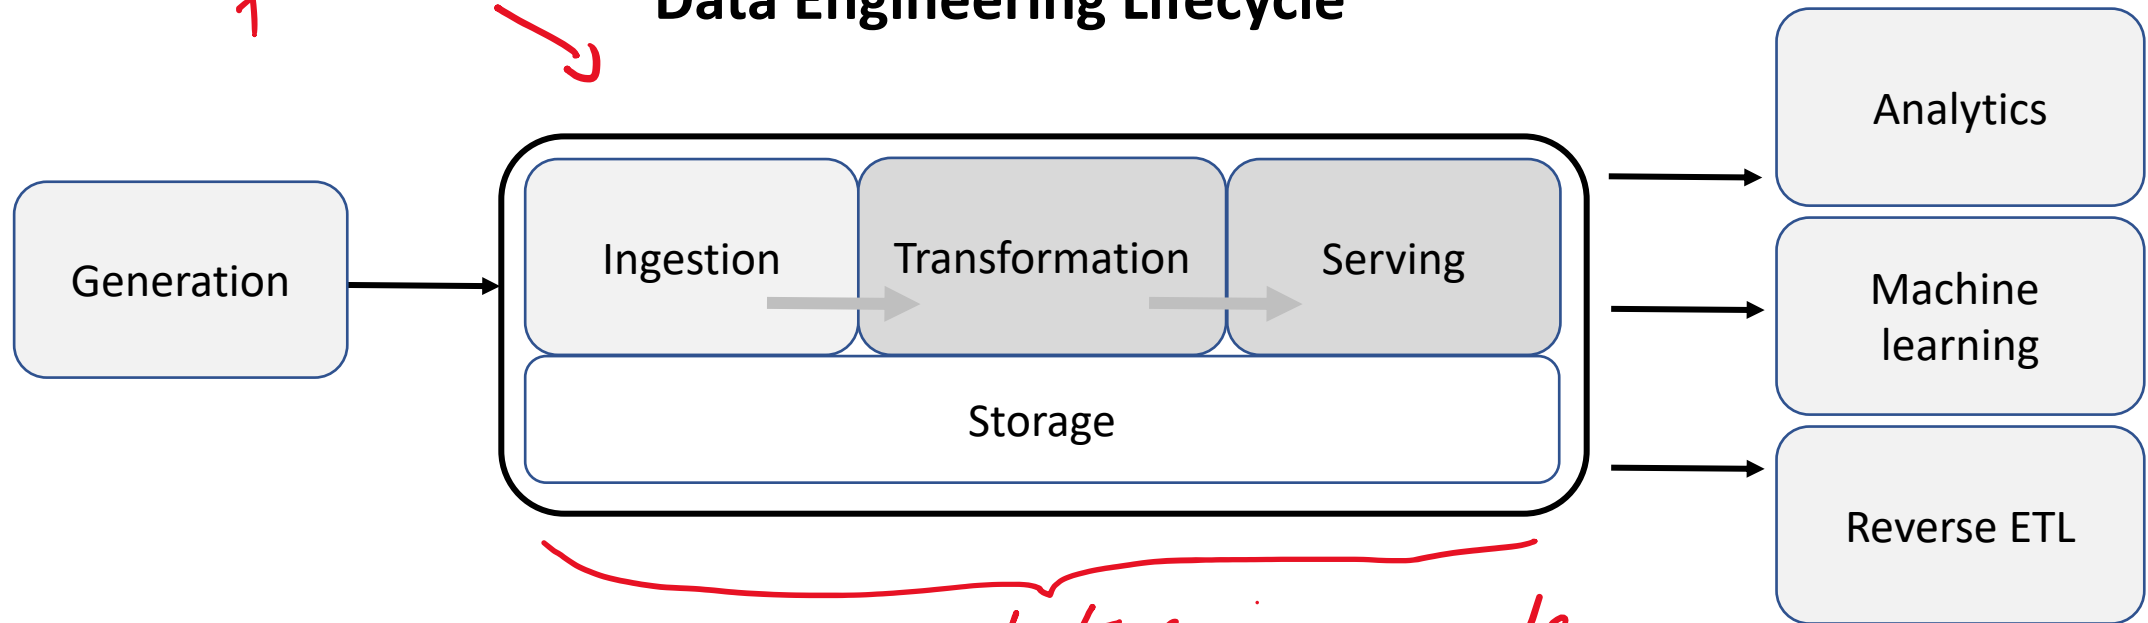 Data Engineering Lifecycle
Analytics
Generation
Ingestion
Transformation
Serving
Machine
learning
Storage
Reverse ETL